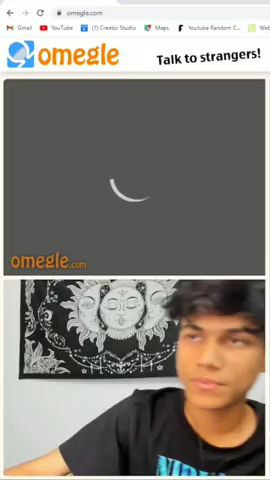 omegle.com
Gmail
YouTube
(1) Creator Studio
Maps
Youtube Random C...
omegle
Talk to strangers!
omegle.com